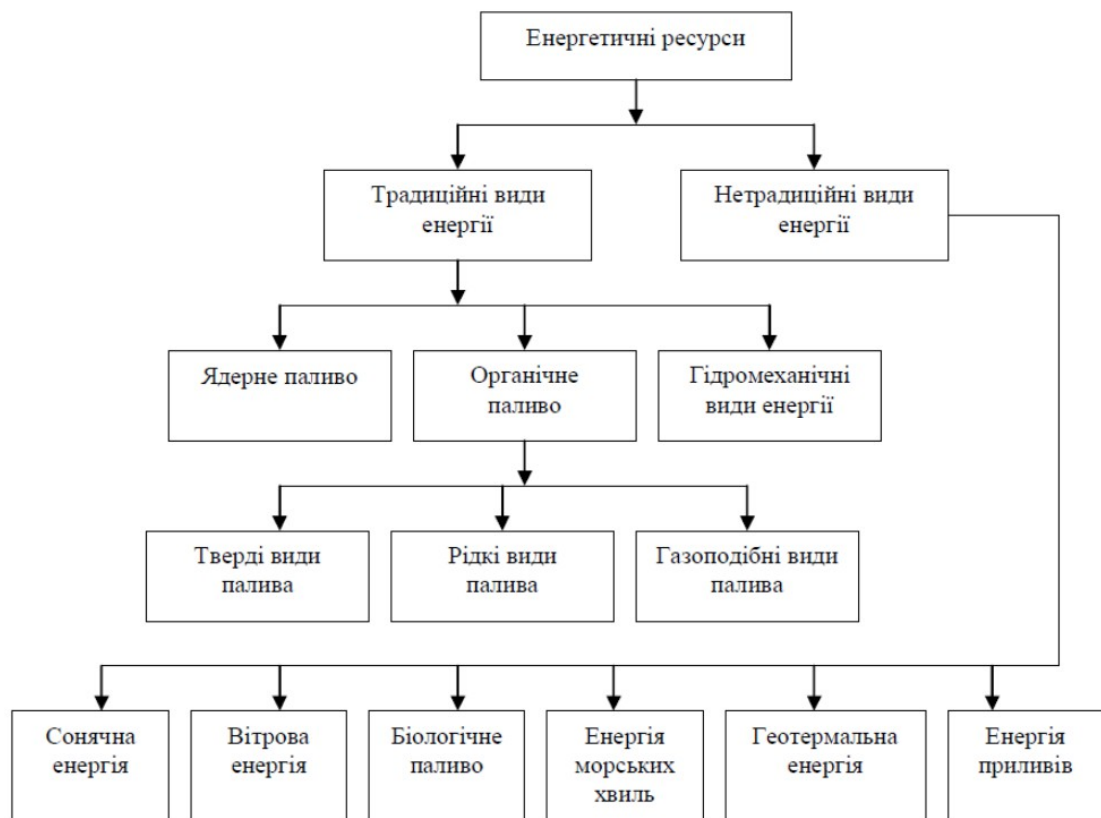 Енергетичні ресурси
Традиційні види
енергії
Нетрадиційні види
енергії
Ядерне паливо
Органічне
паливо
Гідромеханічні
види енергії
Тверді види
палива
Рідкі види
палива
Газоподібні види
палива
Сонячна
енергія
Вітрова
енергія
Біологічне
паливо
Енергія
морських
хвиль
Геотермальна
енергія
Енергія
приливів